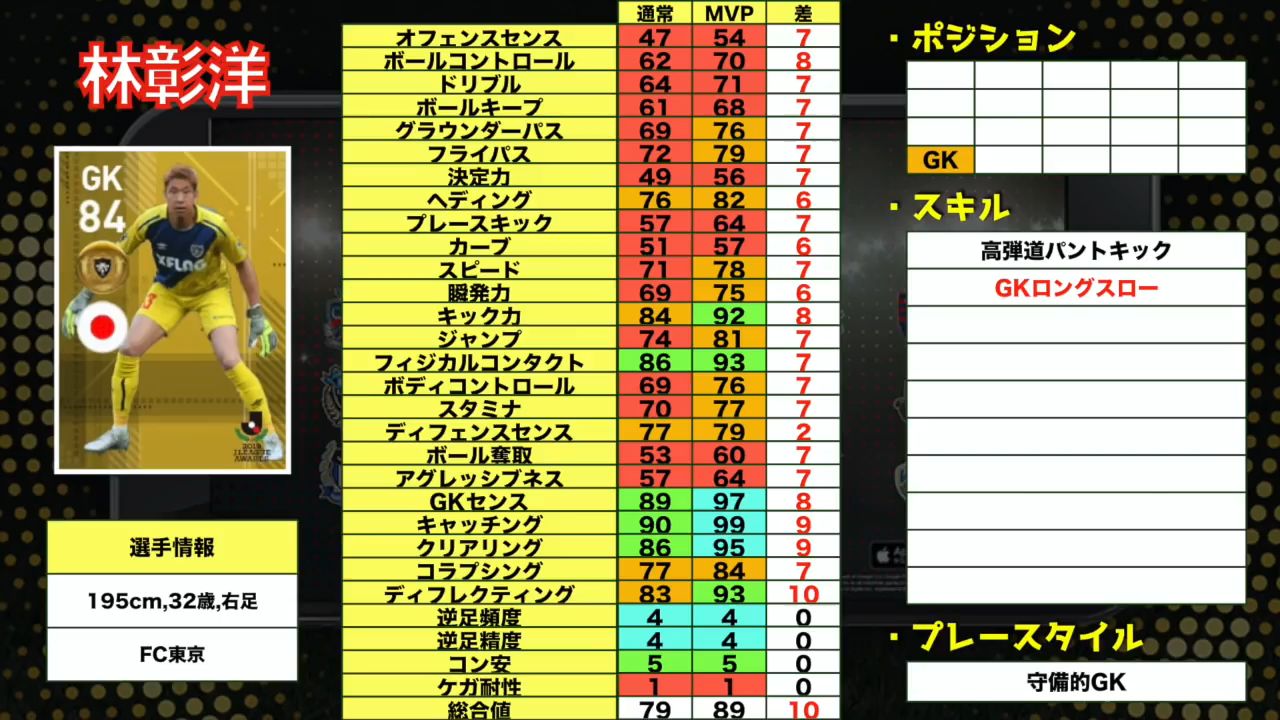 林彰洋
GK
84
XFLAG
2019
J.LEAGUE
AWARDS
選手情報
195cm,32歳,右足
FC東京
通常 MVP 差
オフェンスセンス 47 54 7
ボールコントロール 62 70 8
ドリブル 64 71 7
ボールキープ 61 68 7
グラウンダーパス 69 76 7
フライパス 72 79 7
決定力 49 56 7
ヘディング 76 82 6
プレースキック 57 64 7
カーブ 51 57 6
スピード 71 78 7
瞬発力 69 75 6
キック力 84 92 8
ジャンプ 74 81 7
フィジカルコンタクト 86 93 7
ボディコントロール 69 76 7
スタミナ 70 77 7
ディフェンスセンス 77 79 2
ボール奪取 53 60 7
アグレッシブネス 57 64 7
GKセンス 89 97 8
キャッチング 90 99 9
クリアリング 86 95 9
コラプシング 77 84 7
ディフレクティング 83 93 10
逆足頻度 4 4 0
逆足精度 4 4 0
コン安 5 5 0
ケガ耐性 1 1 0
総合値 79 89 10
・ポジション
GK
・スキル
高弾道パントキック
GKロングスロー
・プレースタイル
守備的GK